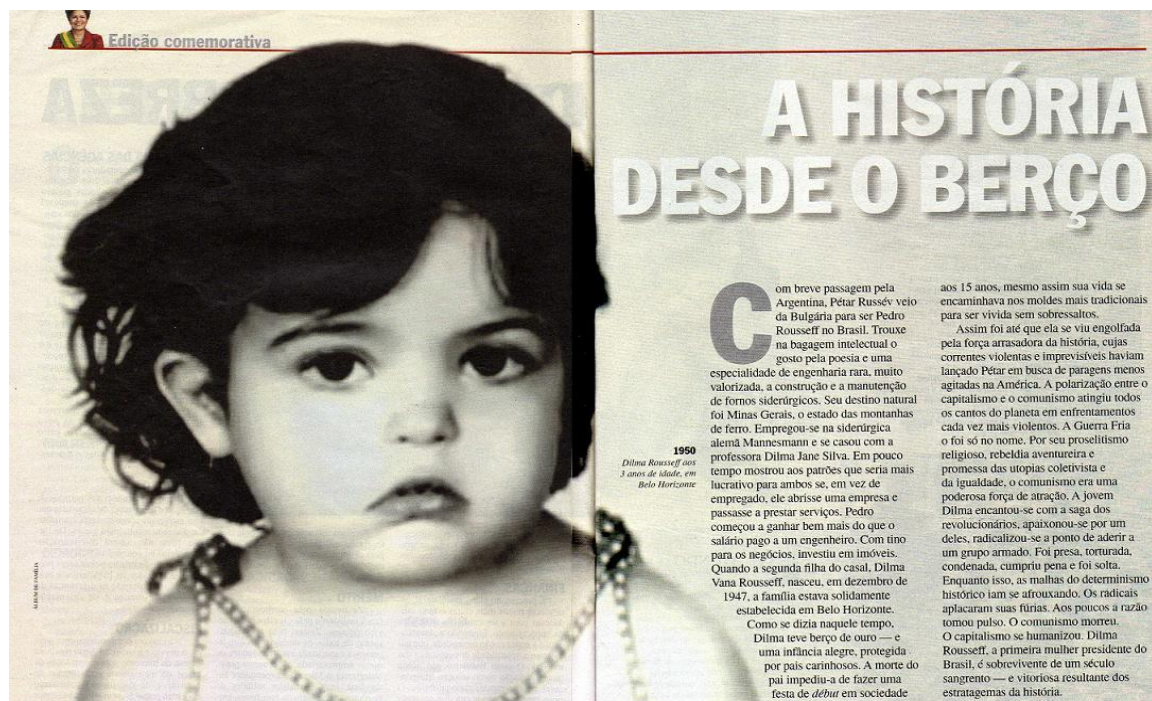 Edição comemorativa
A HISTÓRIA
DESDE O BERÇO
1950
Dilma Rousseff aos
3 anos de idade, em
Belo Horizonte
ÁLBUM DE FAMÍLIA
Com breve passagem pela
Argentina, Pétar Russév veio
da Bulgária para ser Pedro
Rousseff no Brasil. Trouxe
na bagagem intelectual o
gosto pela poesia e uma
especialidade de engenharia rara, muito
valorizada, a construção e a manutenção
de fornos siderúrgicos. Seu destino natural
foi Minas Gerais, o estado das montanhas
de ferro. Empregou-se na siderúrgica
alemã Mannesmann e se casou com a
professora Dilma Jane Silva. Em pouco
tempo mostrou aos patrões que seria mais
lucrativo para ambos se, em vez de
empregado, ele abrisse uma empresa e
passasse a prestar serviços. Pedro
começou a ganhar bem mais do que o
salário pago a um engenheiro. Com tino
para os negócios, investiu em imóveis.
Quando a segunda filha do casal, Dilma
Vana Rousseff, nasceu, em dezembro de
1947, a família estava solidamente
estabelecida em Belo Horizonte.
Como se dizia naquele tempo,
Dilma teve berço de ouro — e
uma infância alegre, protegida
por pais carinhosos. A morte do
pai impediu-a de fazer uma
festa de début em sociedade
aos 15 anos, mesmo assim sua vida se
encaminhava nos moldes mais tradicionais
para ser vivida sem sobressaltos.
Assim foi até que ela se viu engolfada
pela força arrasadora da história, cujas
correntes violentas e imprevisíveis haviam
lançado Pétar em busca de paragens menos
agitadas na América. A polarização entre o
capitalismo e o comunismo atingiu todos
os cantos do planeta em enfrentamentos
cada vez mais violentos. A Guerra Fria
o foi só no nome. Por seu proselitismo
religioso, rebeldia aventureira e
promessa das utopias coletivista e
da igualdade, o comunismo era uma
poderosa força de atração. A jovem
Dilma encantou-se com a saga dos
revolucionários, apaixonou-se por um
deles, radicalizou-se a ponto de aderir a
um grupo armado. Foi presa, torturada,
condenada, cumpriu pena e foi solta.
Enquanto isso, as malhas do determinismo
histórico iam se afrouxando. Os radicais
aplacaram suas fúrias. Aos poucos a razão
tomou pulso. O comunismo morreu.
O capitalismo se humanizou. Dilma
Rousseff, a primeira mulher presidente do
Brasil, é sobrevivente de um século
sangrento — e vitoriosa resultante dos
estratagemas da história.